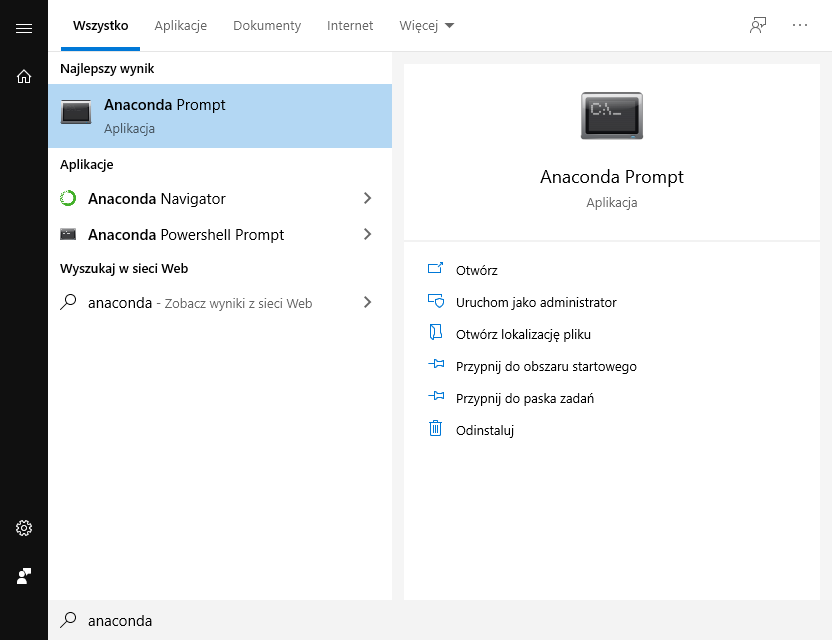 Wszystko Aplikacje Dokumenty Internet Więcej
Najlepszy wynik
Anaconda Prompt
Aplikacja
Aplikacje
Anaconda Navigator
Anaconda Powershell Prompt
Wyszukaj w sieci Web
anaconda - Zobacz wyniki z sieci Web
C:\_
Anaconda Prompt
Aplikacja
Otwórz
Uruchom jako administrator
Otwórz lokalizację pliku
Przypnij do obszaru startowego
Przypnij do paska zadań
Odinstaluj
anaconda